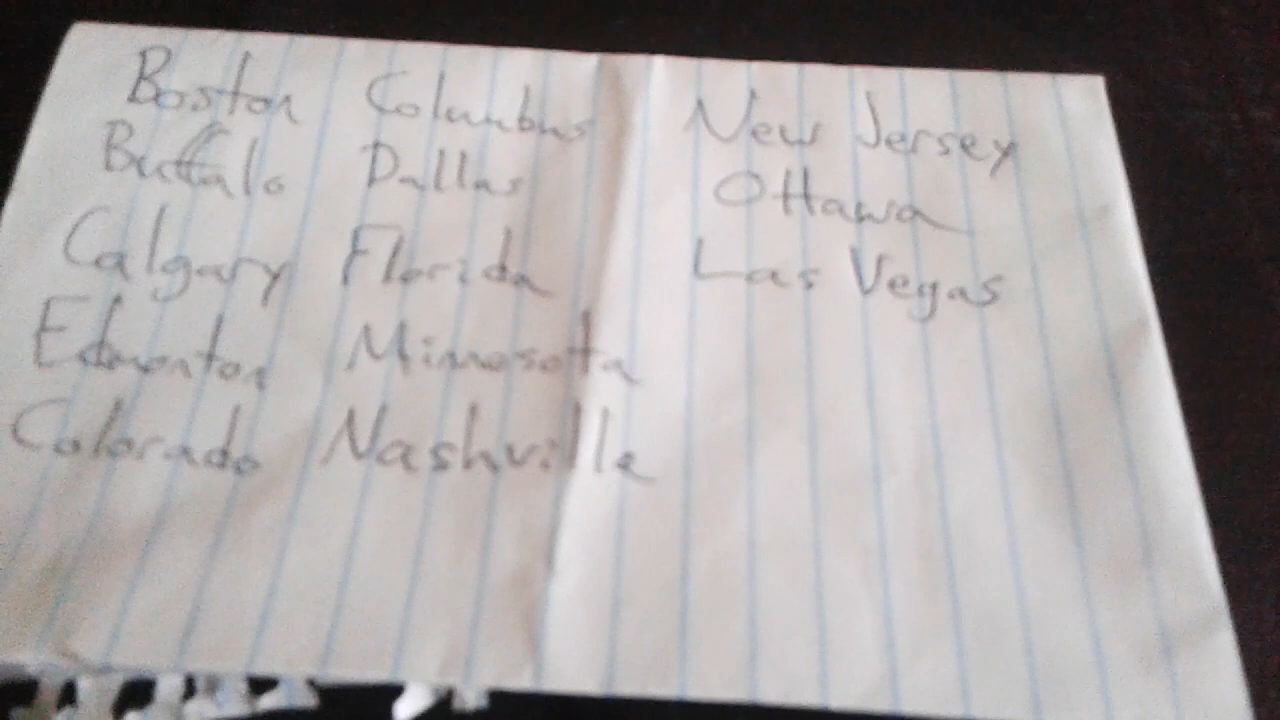 Boston Columbus New Jersey
Buffalo Dallas Ottawa
Calgary Florida Las Vegas
Edmonton Minnesota
Colorado Nashville